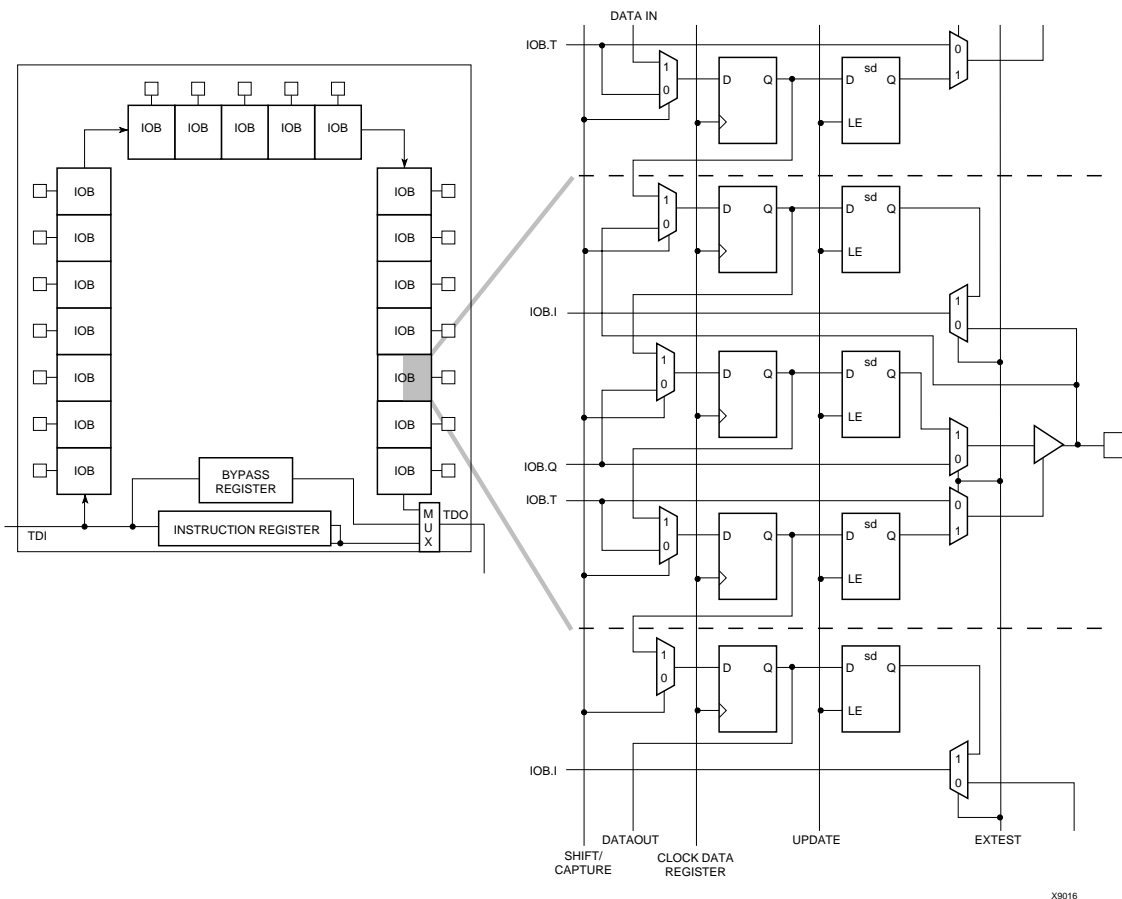 DATA IN
IOB.T
1
0
D Q
D sd Q
LE
0
1
IOB IOB IOB IOB IOB
IOB
IOB
IOB
IOB
IOB
IOB
IOB
IOB
IOB
IOB
IOB
IOB
IOB
IOB
BYPASS
REGISTER
INSTRUCTION REGISTER
TDI
M
U
X
TDO
1
0
D Q
D sd Q
LE
1
0
IOB.I
1
0
D Q
D sd Q
LE
1
0
IOB.Q
IOB.T
0
1
1
0
D Q
D sd Q
LE
1
0
D Q
D sd Q
LE
1
0
IOB.I
DATAOUT
UPDATE
EXTEST
SHIFT/
CAPTURE
CLOCK DATA
REGISTER
X9016